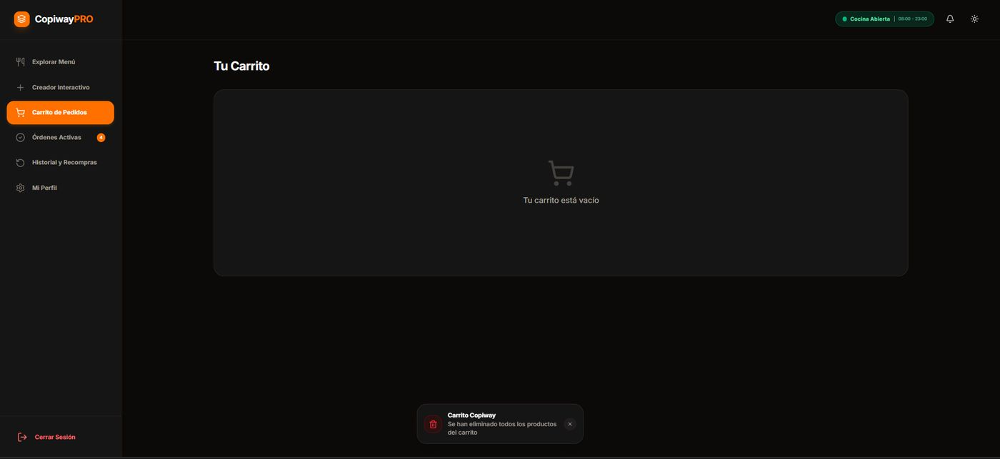 CopiwayPRO
Cocina Abierta | 08:00 - 23:00
Explorar Menú
Creador Interactivo
Carrito de Pedidos
Órdenes Activas 4
Historial y Recompras
Mi Perfil
Cerrar Sesión
Tu Carrito
Tu carrito está vacío
Carrito Copiway
Se han eliminado todos los productos
del carrito